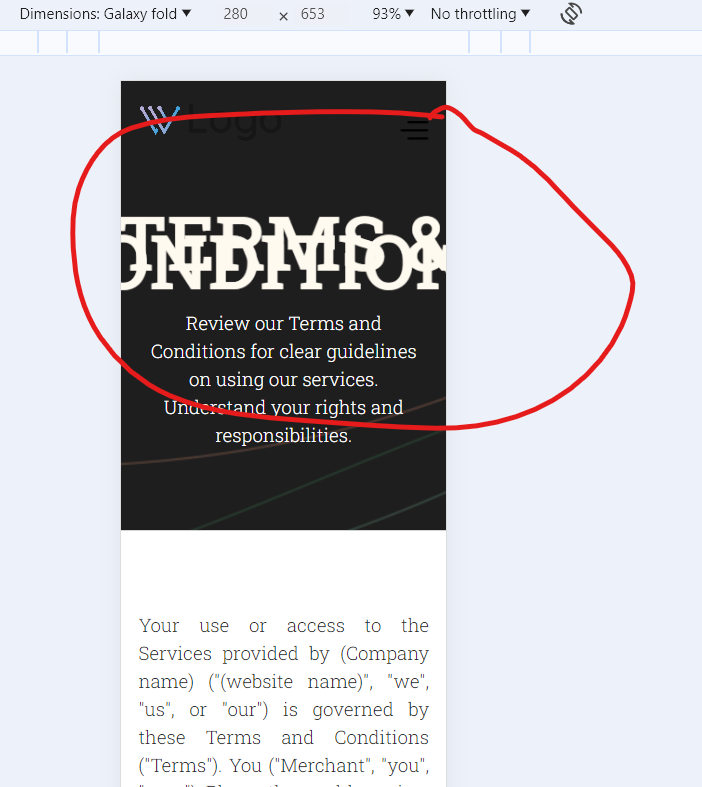 Dimensions: Galaxy fold ▼ 280 × 653 93% ▼ No throttling ▼
Logo
TERMS &
ONDITION
Review our Terms and
Conditions for clear guidelines
on using our services.
Understand your rights and
responsibilities.
Your use or access to the
Services provided by (Company
name) ("(website name)", "we",
"us", or "our") is governed by
these Terms and Conditions
("Terms"). You ("Merchant", "you",